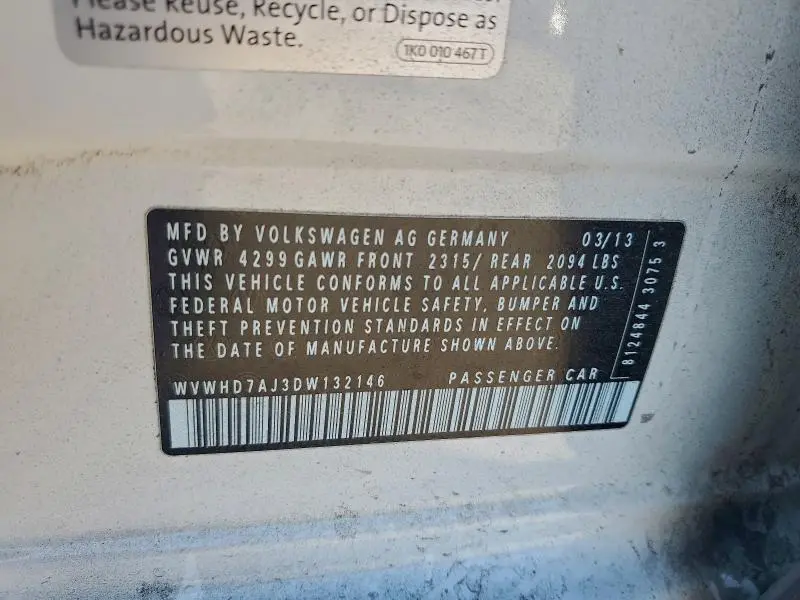 Please Reuse, Recycle, or Dispose as
Hazardous Waste.
1K0 010 467 T
MFD BY VOLKSWAGEN AG GERMANY 03/13
GVWR 4299 GAWR FRONT 2315/ REAR 2094 LBS
THIS VEHICLE CONFORMS TO ALL APPLICABLE U.S.
FEDERAL MOTOR VEHICLE SAFETY, BUMPER AND
THEFT PREVENTION STANDARDS IN EFFECT ON
THE DATE OF MANUFACTURE SHOWN ABOVE.
WVWHD7AJ3DW132146 PASSENGER CAR
8124844 3075 3